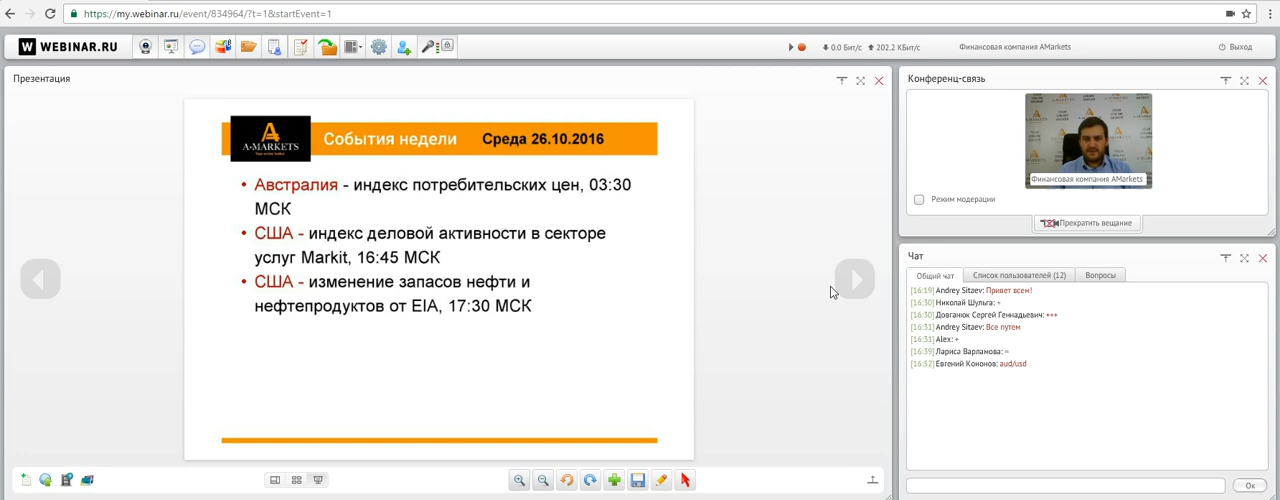 https://my.webinar.ru/event/834964/?t=1&startEvent=1
W WEBINAR.RU
0.0 Бит/с 202.2 КБит/с
Финансовая компания AMarkets
Выход
Презентация
A-MARKETS
События недели Среда 26.10.2016
• Австралия - индекс потребительских цен, 03:30
МСК
• США - индекс деловой активности в секторе
услуг Markit, 16:45 МСК
• США - изменение запасов нефти и
нефтепродуктов от EIA, 17:30 МСК
Конференц-связь
Финансовая компания AMarkets
Режим модерации
Прекратить вещание
Чат
Общий чат Список пользователей (12) Вопросы
[16:19] Andrey Sitaev: Привет всем!
[16:30] Николай Шульга: +
[16:30] Довганюк Сергей Геннадьевич: +++
[16:31] Andrey Sitaev: Все путем
[16:31] Alex: +
[16:39] Лариса Варламова: =
[16:52] Евгений Кононов: aud/usd
Ок